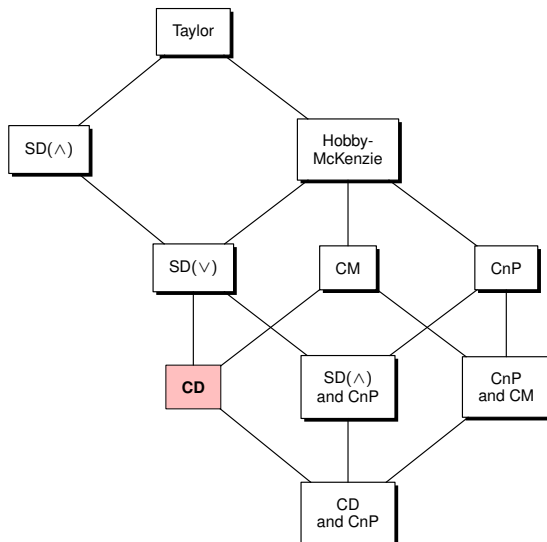 Taylor
SD(∧)
Hobby-
McKenzie
SD(∨)
CM
CnP
CD
SD(∧)
and CnP
CnP
and CM
CD
and CnP